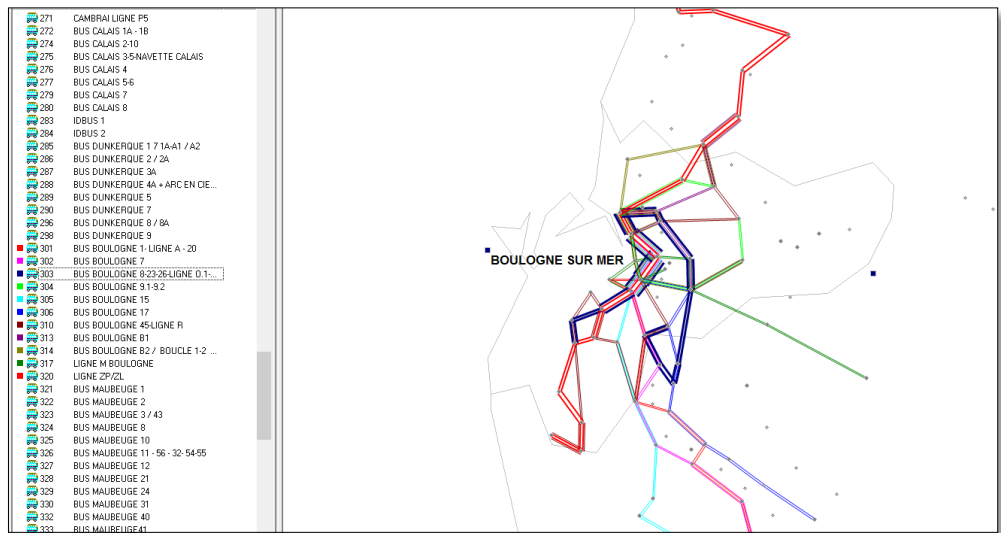 271 CAMBRAI LIGNE P5
272 BUS CALAIS 1A - 1B
274 BUS CALAIS 2-10
275 BUS CALAIS 3-5-NAVETTE CALAIS
276 BUS CALAIS 4
277 BUS CALAIS 5-6
279 BUS CALAIS 7
280 BUS CALAIS 8
283 IDBUS 1
284 IDBUS 2
285 BUS DUNKERQUE 1 7 1A-A1 / A2
286 BUS DUNKERQUE 2 / 2A
287 BUS DUNKERQUE 3A
288 BUS DUNKERQUE 4A + ARC EN CIE...
289 BUS DUNKERQUE 5
290 BUS DUNKERQUE 7
296 BUS DUNKERQUE 8 / 8A
298 BUS DUNKERQUE 9
301 BUS BOULOGNE 1- LIGNE A - 20
302 BUS BOULOGNE 7
303 BUS BOULOGNE 8-23-26-LIGNE O.1-...
304 BUS BOULOGNE 9.1-9.2
305 BUS BOULOGNE 15
306 BUS BOULOGNE 17
310 BUS BOULOGNE 45-LIGNE R
313 BUS BOULOGNE B1
314 BUS BOULOGNE B2 / BOUCLE 1-2 ...
317 LIGNE M BOULOGNE
320 LIGNE ZP/ZL
321 BUS MAUBEUGE 1
322 BUS MAUBEUGE 2
323 BUS MAUBEUGE 3 / 43
324 BUS MAUBEUGE 8
325 BUS MAUBEUGE 10
326 BUS MAUBEUGE 11 - 56 - 32- 54-55
327 BUS MAUBEUGE 12
328 BUS MAUBEUGE 21
329 BUS MAUBEUGE 24
330 BUS MAUBEUGE 31
332 BUS MAUBEUGE 40
333 BUS MAUBEUGE41
BOULOGNE SUR MER